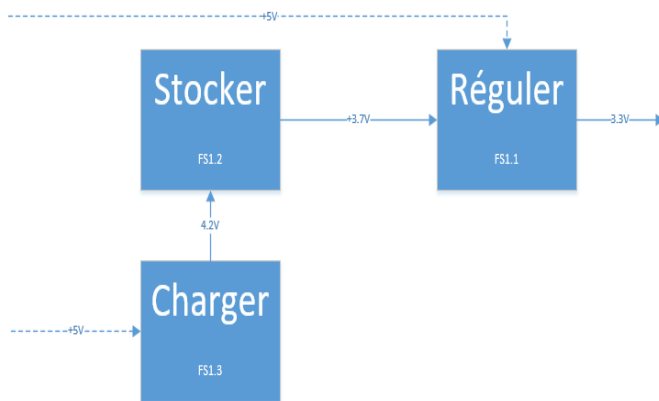 +5V
Stocker
FS1.2
+3.7V
Réguler
FS1.1
3.3V
4.2V
Charger
FS1.3
+5V